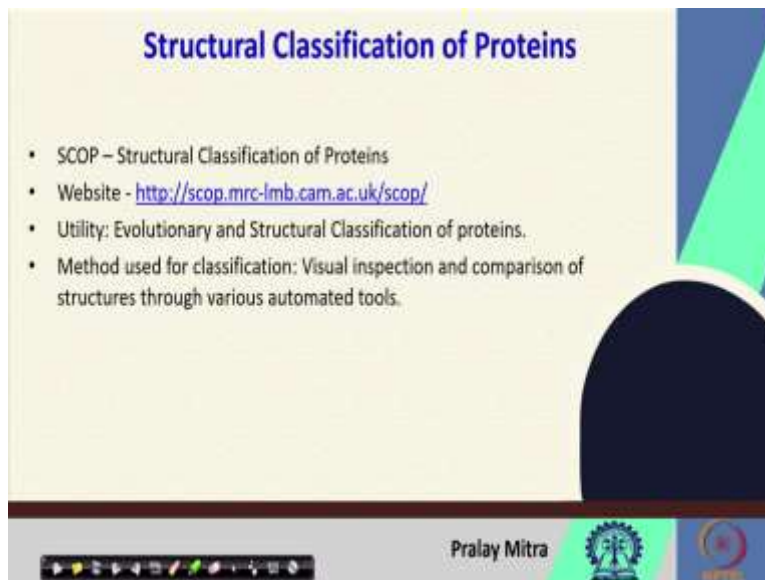 Structural Classification of Proteins
• SCOP – Structural Classification of Proteins
• Website - http://scop.mrc-lmb.cam.ac.uk/scop/
• Utility: Evolutionary and Structural Classification of proteins.
• Method used for classification: Visual inspection and comparison of
structures through various automated tools.
Pralay Mitra